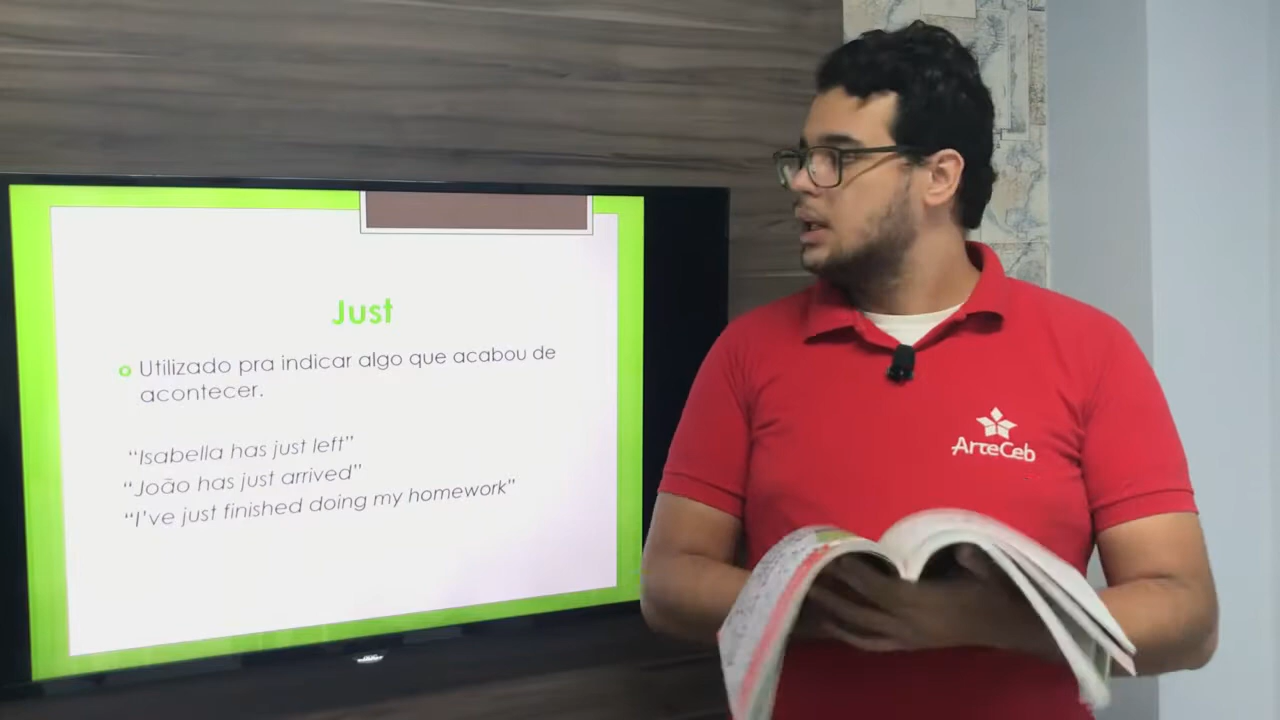 Just
Utilizado pra indicar algo que acabou de
acontecer.
“Isabella has just left”
“João has just arrived”
“I’ve just finished doing my homework”
ArteCeb